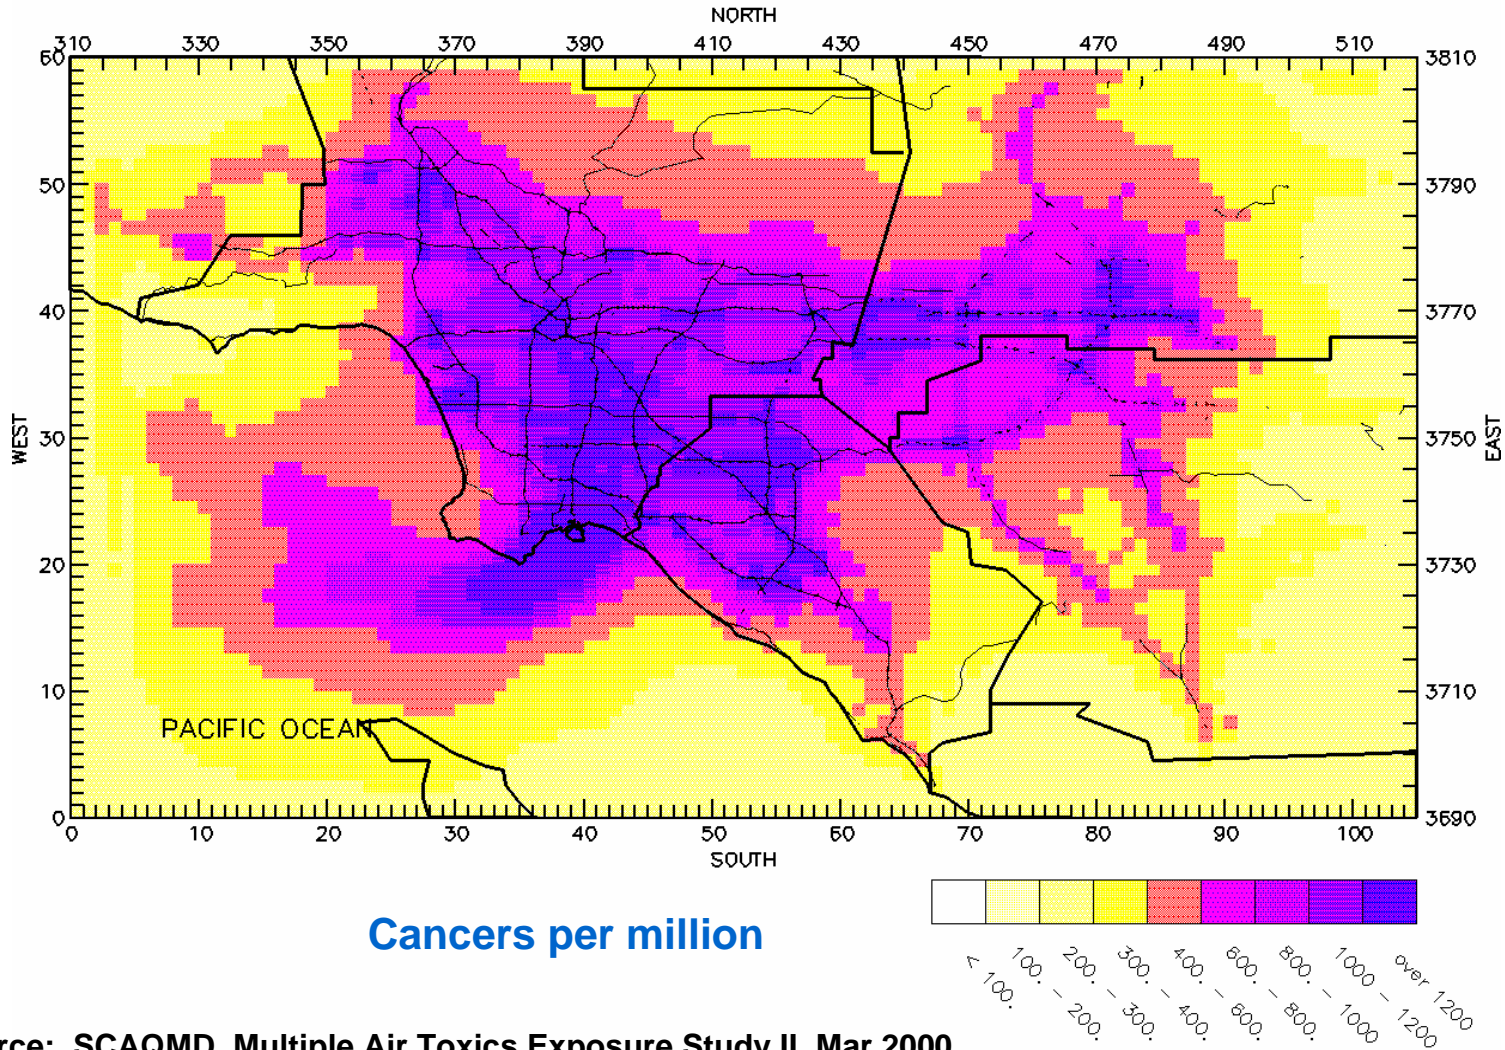 NORTH
310 330 350 370 390 410 430 450 470 490 510
60 3810
50 3790
40 3770
30 3750
20 3730
10 3710
0 3690
WEST
EAST
PACIFIC OCEAN
0 10 20 30 40 50 60 70 80 90 100
SOUTH
Cancers per million
< 100.
100. - 200.
200. - 300.
300. - 400.
400. - 600.
600. - 800.
800. - 1000
1000 - 1200
over 1200
rce: SCAQMD Multiple Air Toxics Exposure Study II, Mar 2000